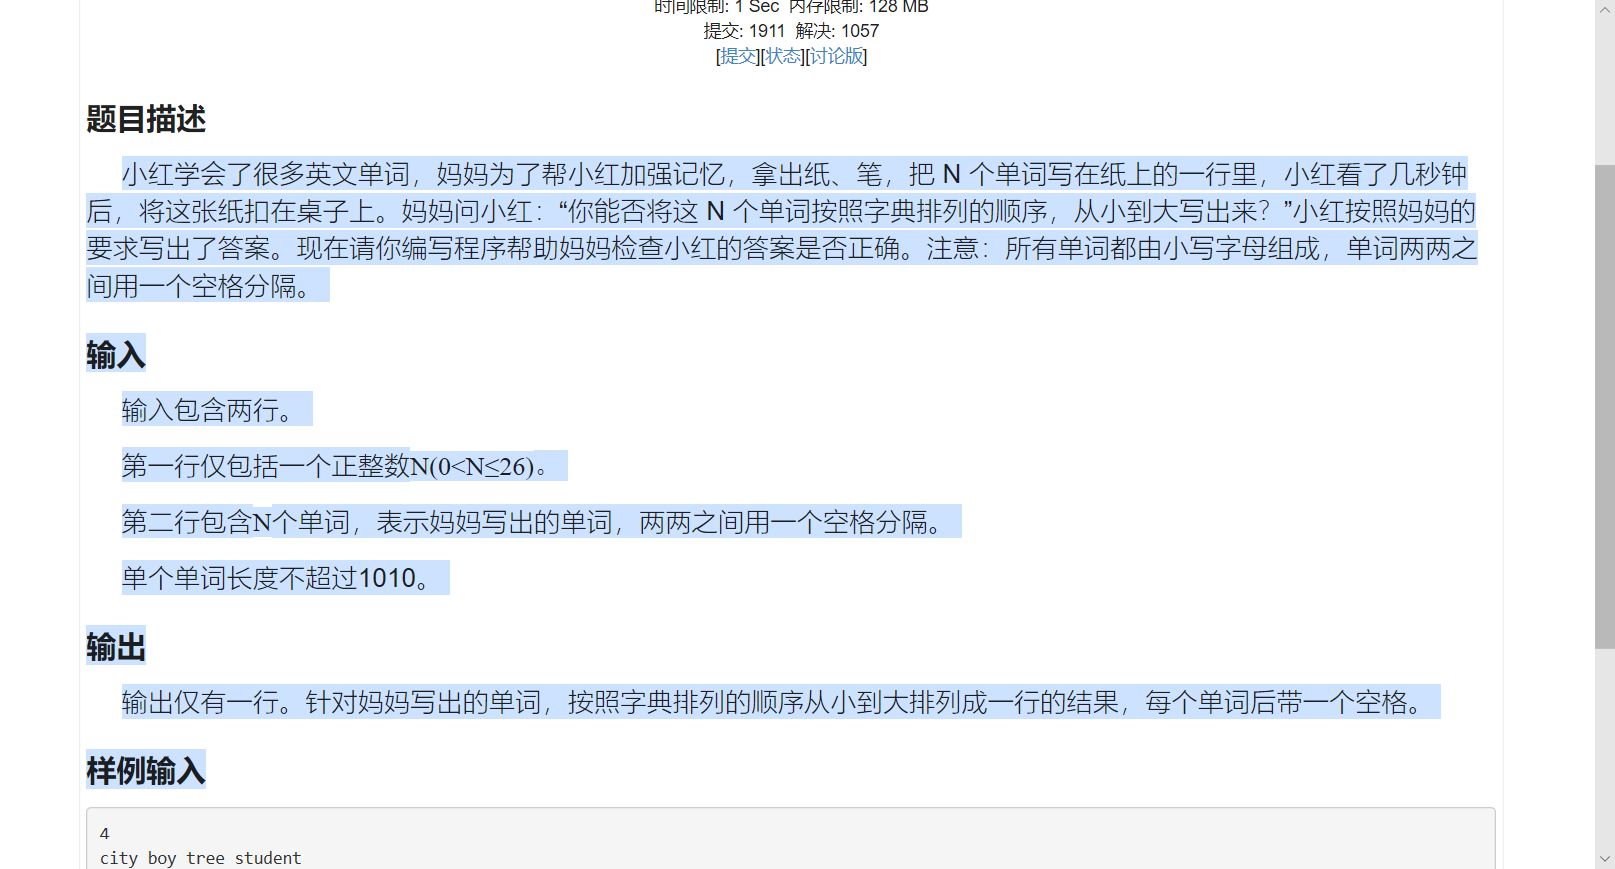 时间限制: 1 Sec  内存限制: 128 MB
提交: 1911  解决: 1057
[提交][状态][讨论版]
题目描述
小红学会了很多英文单词，妈妈为了帮小红加强记忆，拿出纸、笔，把 N 个单词写在纸上的一行里，小红看了几秒钟
后，将这张纸扣在桌子上。妈妈问小红：“你能否将这 N 个单词按照字典排列的顺序，从小到大写出来？”小红按照妈妈的
要求写出了答案。现在请你编写程序帮助妈妈检查小红的答案是否正确。注意：所有单词都由小写字母组成，单词两两之
间用一个空格分隔。
输入
输入包含两行。
第一行仅包括一个正整数N(0<N≤26)。
第二行包含N个单词，表示妈妈写出的单词，两两之间用一个空格分隔。
单个单词长度不超过1010。
输出
输出仅有一行。针对妈妈写出的单词，按照字典排列的顺序从小到大排列成一行的结果，每个单词后带一个空格。
样例输入
4
city boy tree student